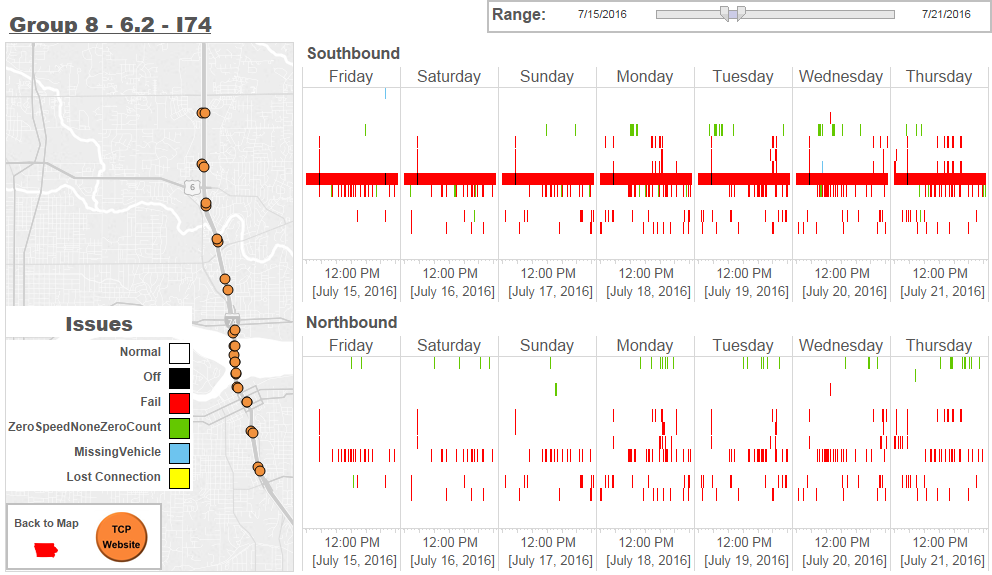 Group 8 - 6.2 - I74
Range: 7/15/2016 7/21/2016
Southbound
Friday Saturday Sunday Monday Tuesday Wednesday Thursday
12:00 PM 12:00 PM 12:00 PM 12:00 PM 12:00 PM 12:00 PM 12:00 PM
[July 15, 2016] [July 16, 2016] [July 17, 2016] [July 18, 2016] [July 19, 2016] [July 20, 2016] [July 21, 2016]
Northbound
Friday Saturday Sunday Monday Tuesday Wednesday Thursday
12:00 PM 12:00 PM 12:00 PM 12:00 PM 12:00 PM 12:00 PM 12:00 PM
[July 15, 2016] [July 16, 2016] [July 17, 2016] [July 18, 2016] [July 19, 2016] [July 20, 2016] [July 21, 2016]
6
Issues
Normal
Off
Fail
ZeroSpeedNoneZeroCount
MissingVehicle
Lost Connection
Back to Map
TCP
Website